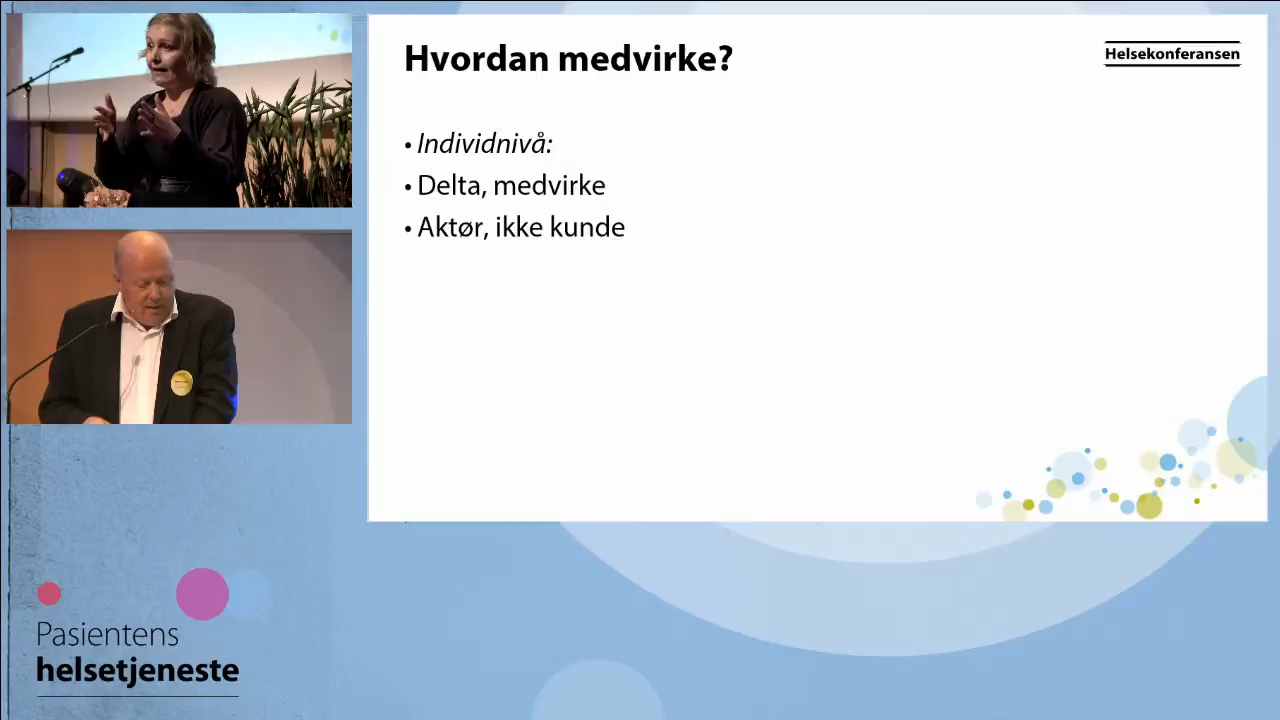 Hvordan medvirke?
Helsekonferansen
• Individnivå:
• Delta, medvirke
• Aktør, ikke kunde
Pasientens
helsetjeneste